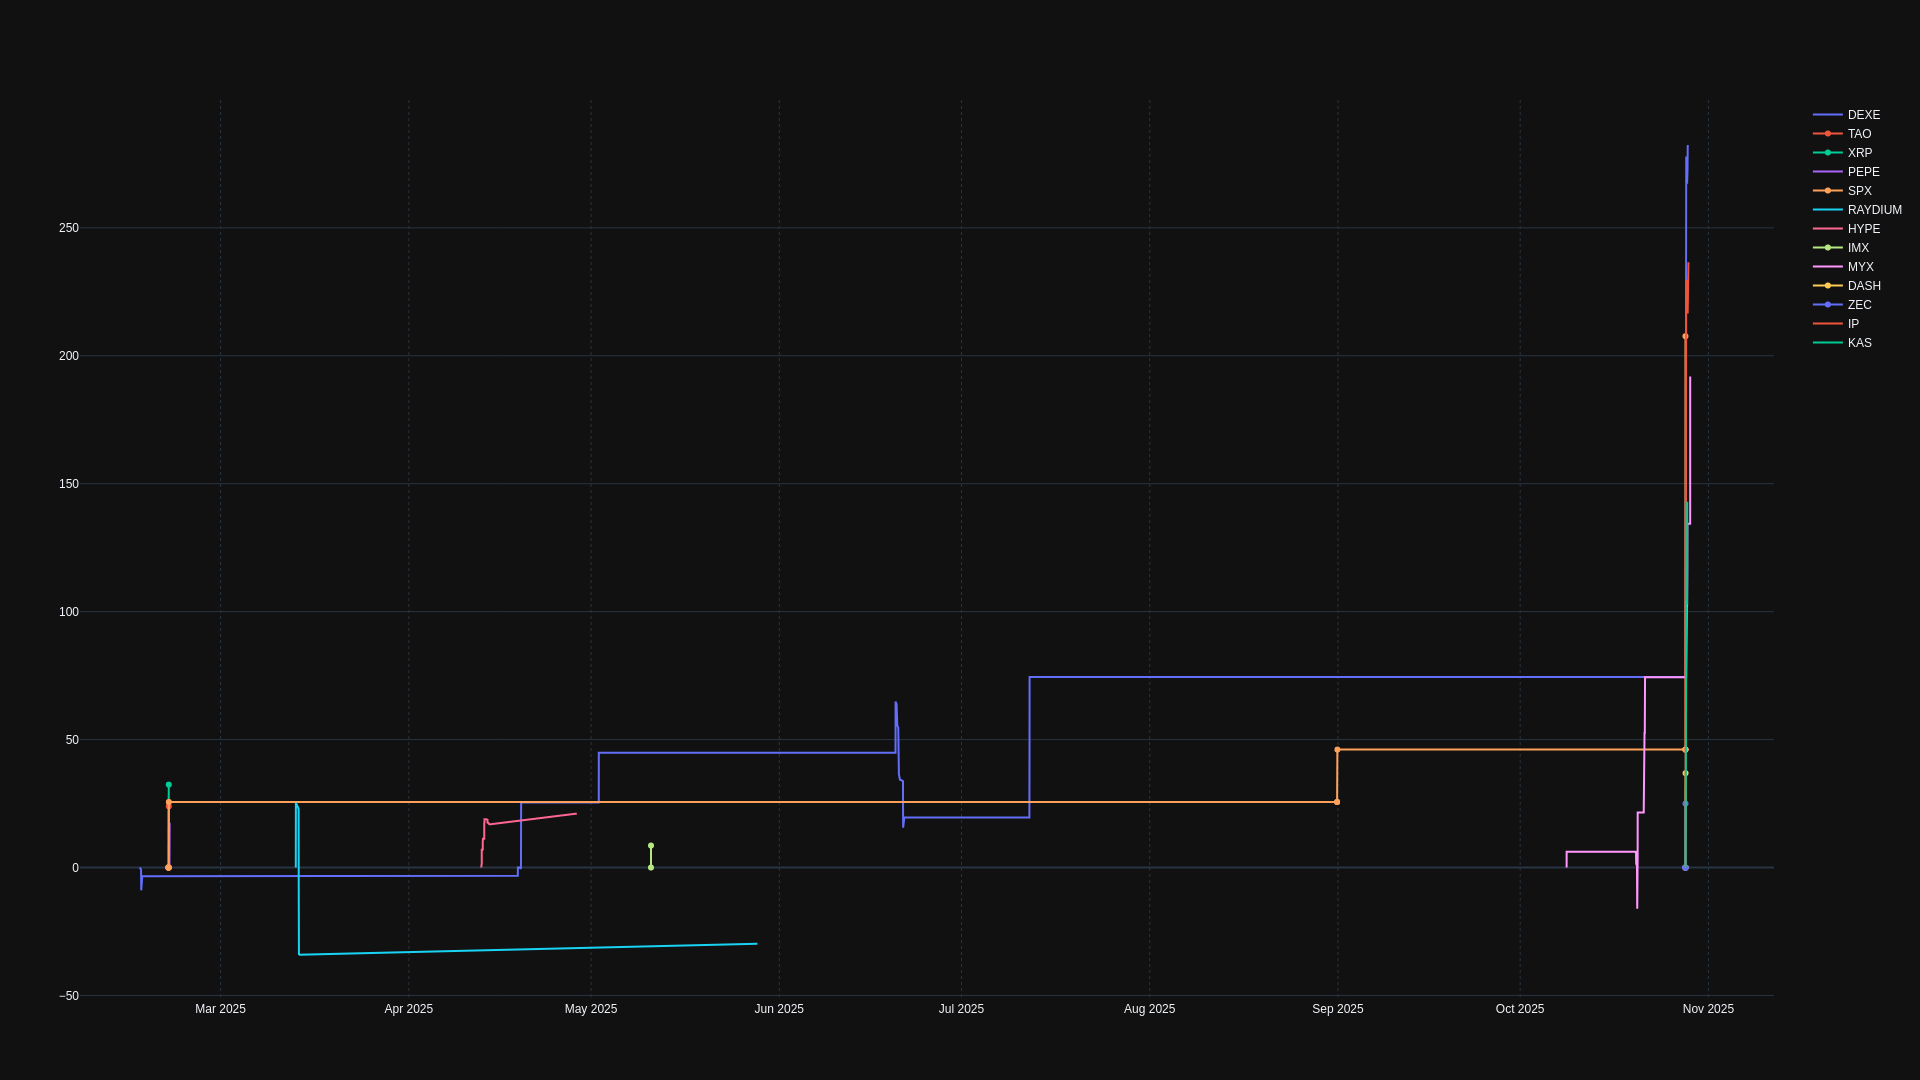 DEXE
TAO
XRP
PEPE
SPX
RAYDIUM
HYPE
IMX
MYX
DASH
ZEC
IP
KAS
250
200
150
100
50
0
−50
Mar 2025 Apr 2025 May 2025 Jun 2025 Jul 2025 Aug 2025 Sep 2025 Oct 2025 Nov 2025